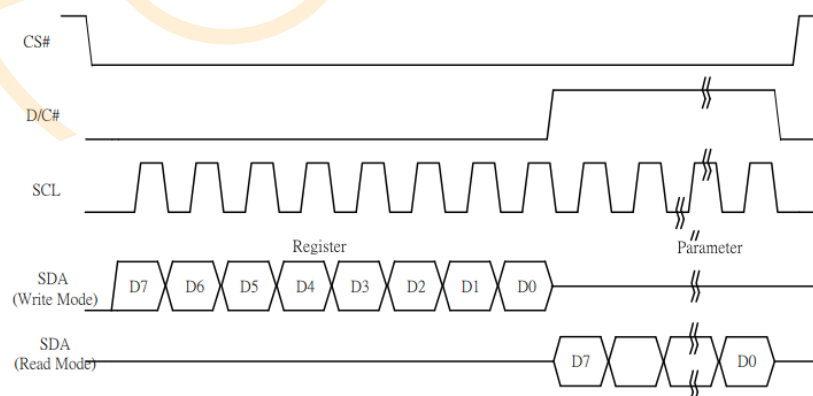 CS#
D/C#
SCL
Register
Parameter
SDA
(Write Mode)
D7 D6 D5 D4 D3 D2 D1 D0
SDA
(Read Mode)
D7 D0